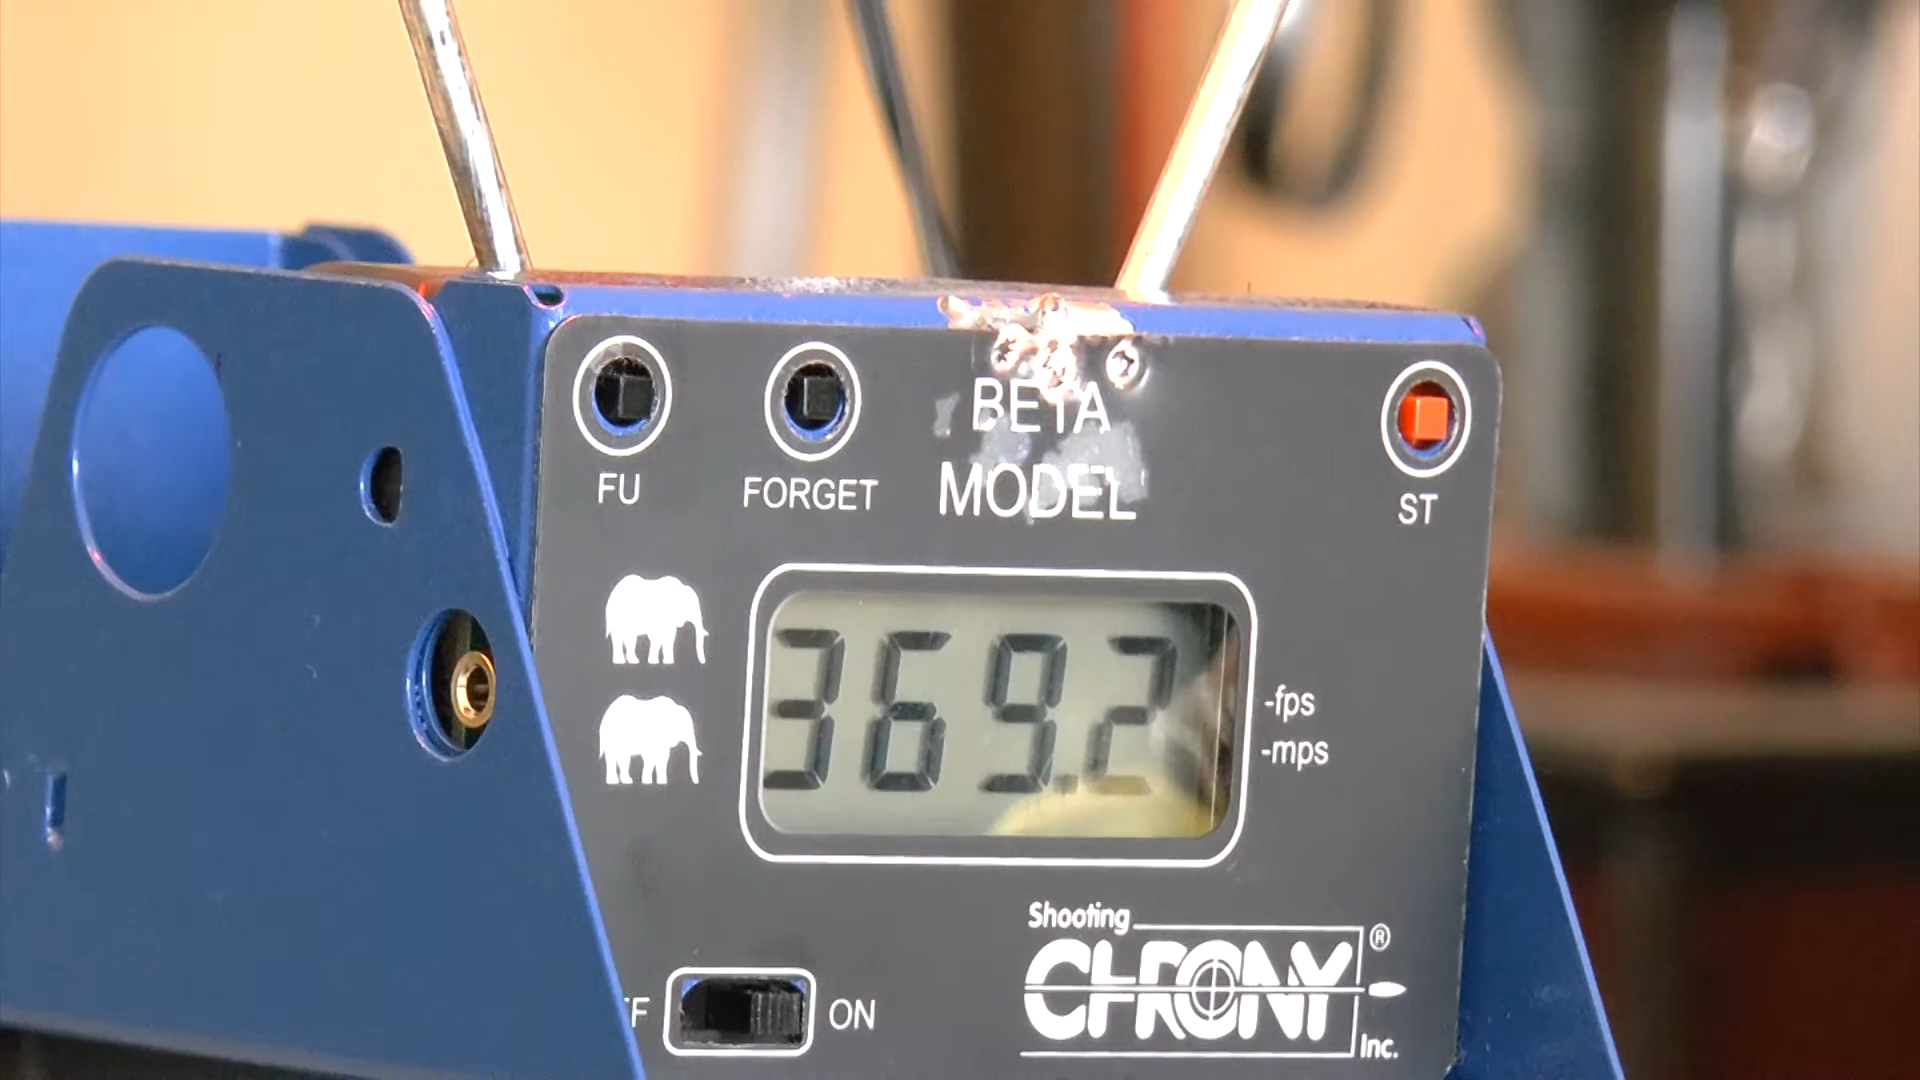 FU
FORGET
BETA
MODEL
ST
369.2
-fps
-mps
ON
Shooting
CHRONY ®
Inc.